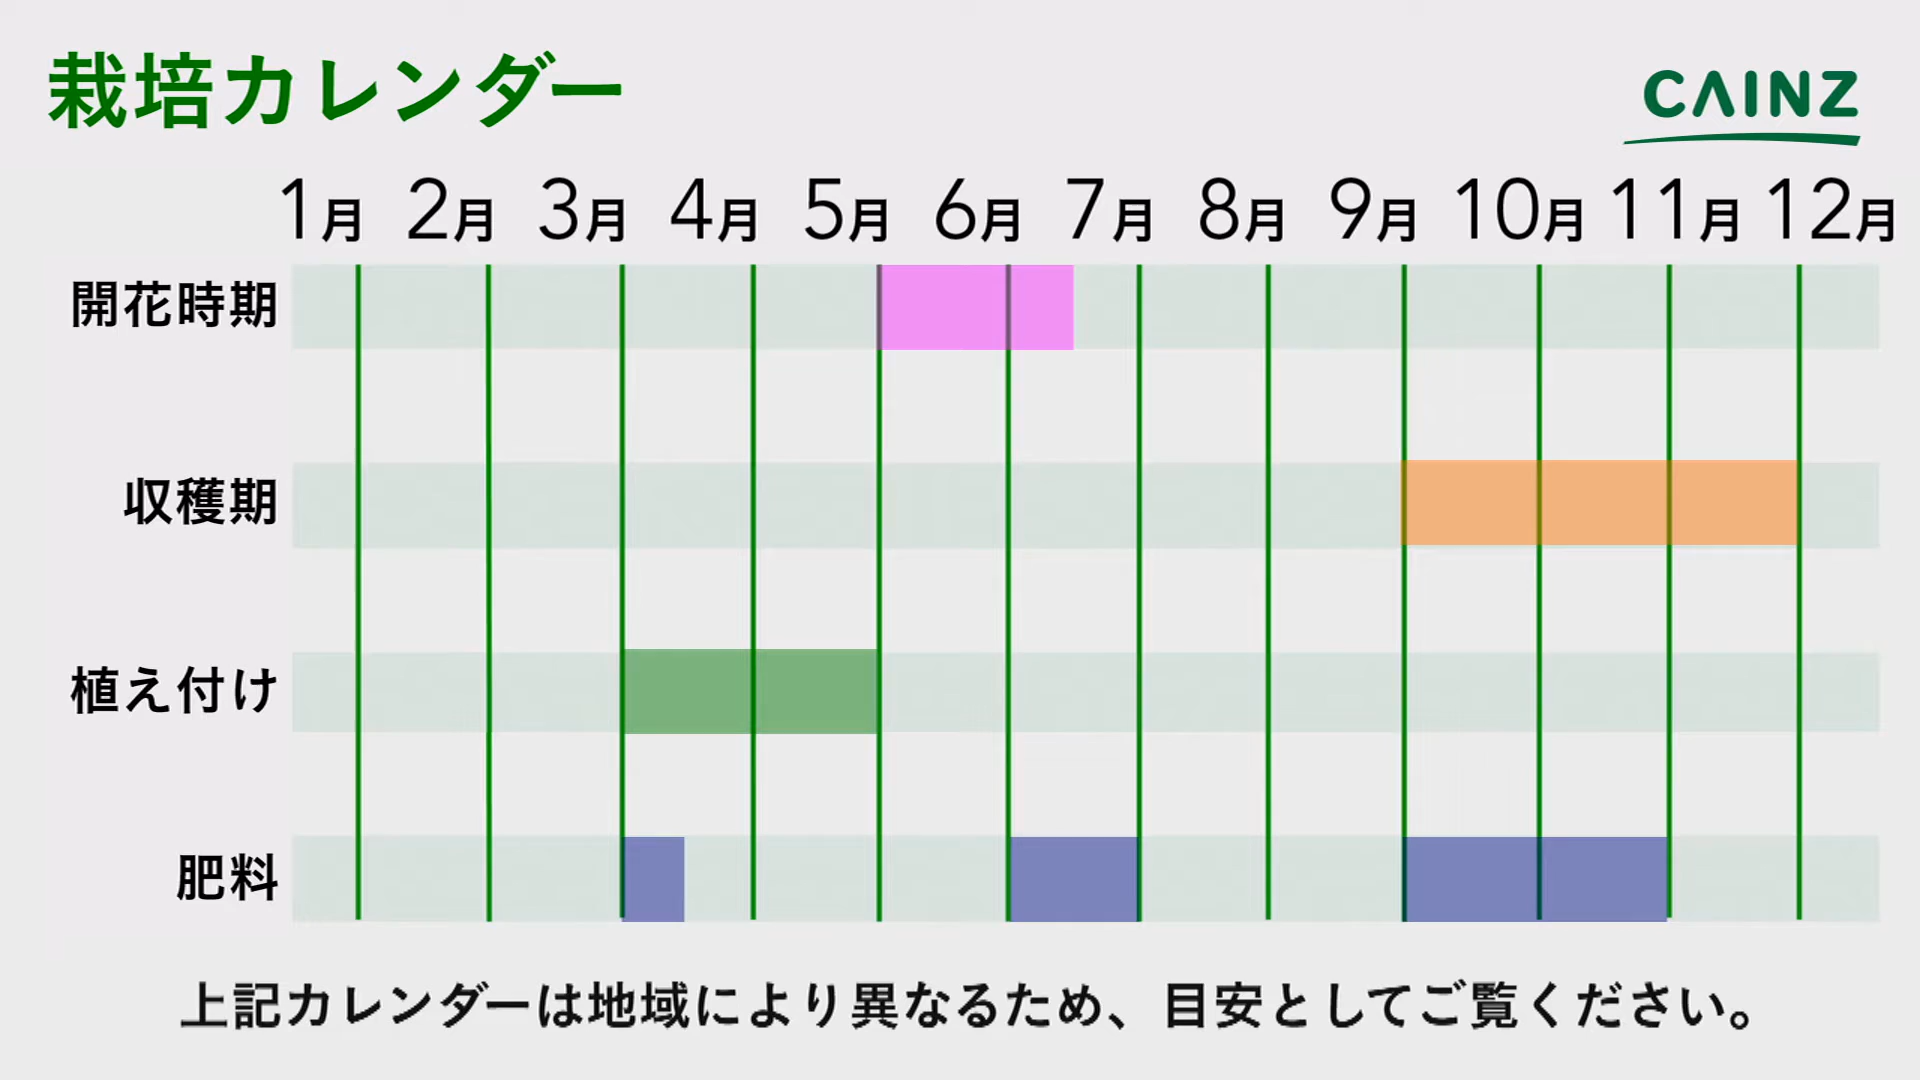 栽培カレンダー
CAINZ
1月 2月 3月 4月 5月 6月 7月 8月 9月 10月 11月 12月
開花時期
収穫期
植え付け
肥料
上記カレンダーは地域により異なるため、目安としてご覧ください。